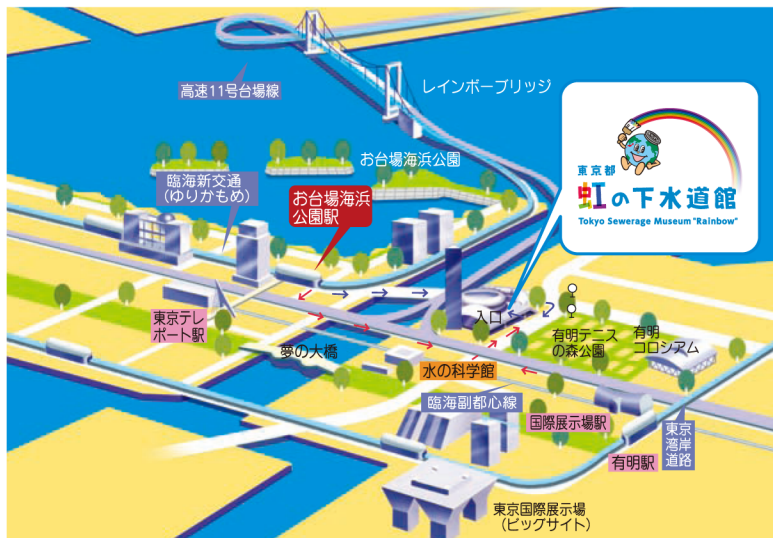 高速11号台場線
レインボーブリッジ
お台場海浜公園
臨海新交通
(ゆりかもめ)
お台場海浜
公園駅
東京都
虹の下水道館
Tokyo Sewerage Museum "Rainbow"
東京テレ
ポート駅
夢の大橋
入口
有明テニス
の森公園
有明
コロシアム
水の科学館
臨海副都心線
国際展示場駅
有明駅
東京
湾岸
道路
東京国際展示場
(ビッグサイト)